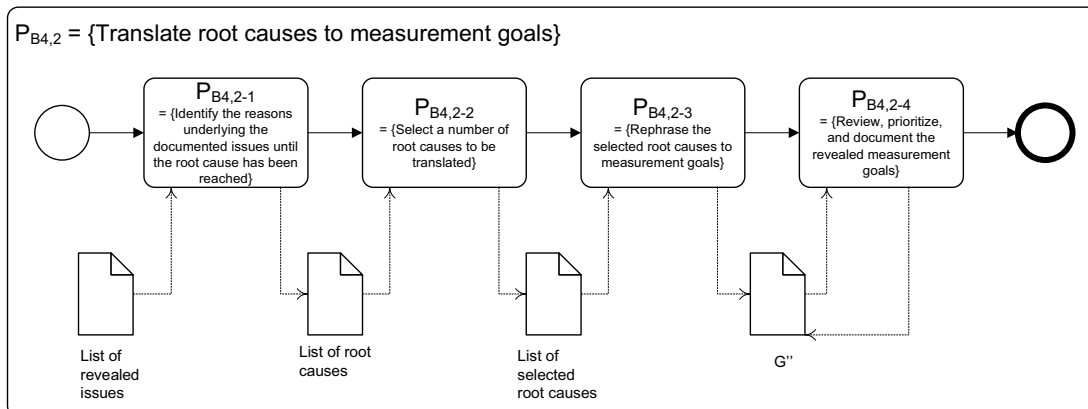 P_B4,2 = {Translate root causes to measurement goals}
P_B4,2-1
= {Identify the reasons
underlying the
documented issues until
the root cause has been
reached}
P_B4,2-2
= {Select a number of
root causes to be
translated}
P_B4,2-3
= {Rephrase the
selected root causes to
measurement goals}
P_B4,2-4
= {Review, prioritize,
and document the
revealed measurement
goals}
List of
revealed
issues
List of root
causes
List of
selected
root causes
G''